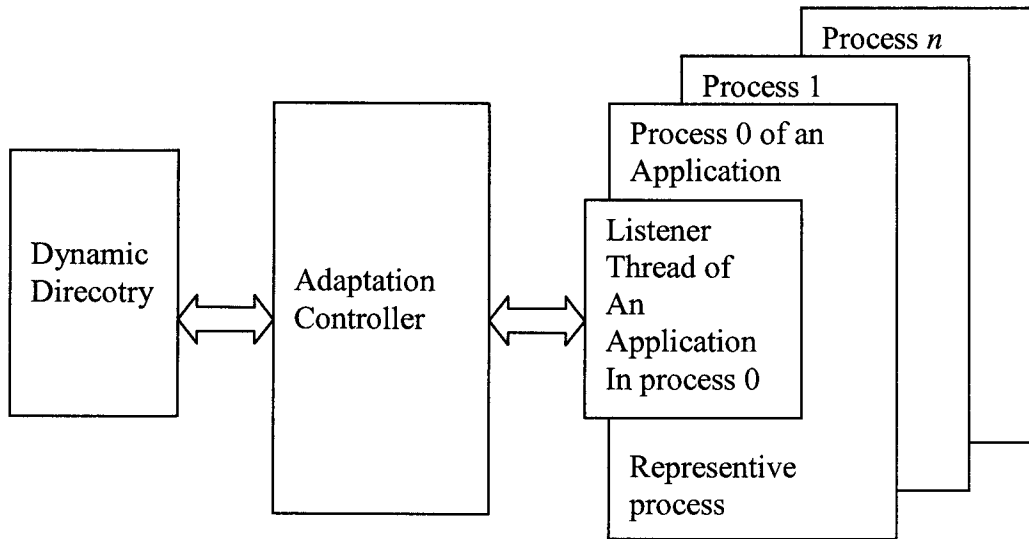 Dynamic
Direcotry
Adaptation
Controller
Process n
Process 1
Process 0 of an
Application
Listener
Thread of
An
Application
In process 0
Representive
process